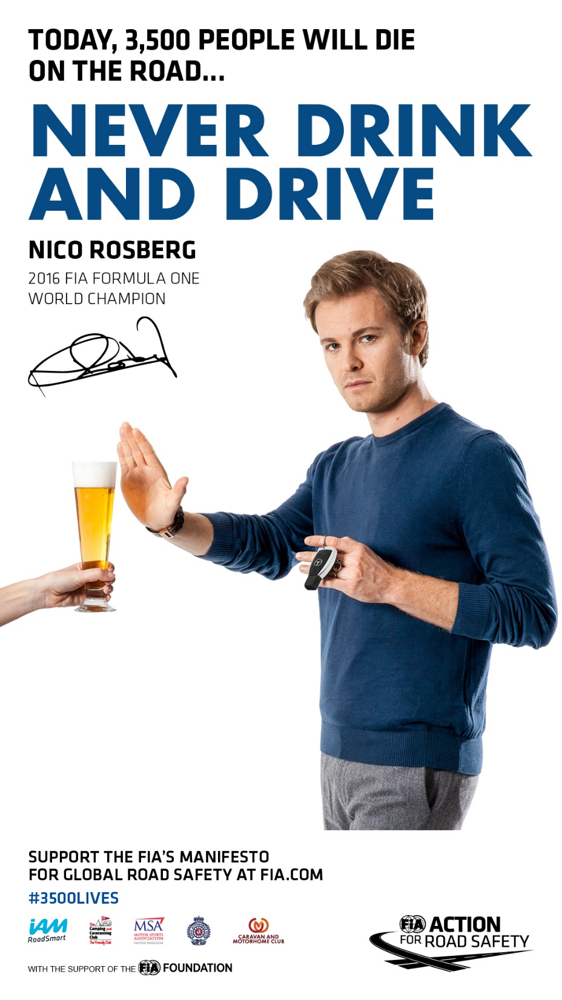 TODAY, 3,500 PEOPLE WILL DIE
ON THE ROAD...
NEVER DRINK
AND DRIVE
NICO ROSBERG
2016 FIA FORMULA ONE
WORLD CHAMPION
SUPPORT THE FIA'S MANIFESTO
FOR GLOBAL ROAD SAFETY AT FIA.COM
#3500LIVES
iAM
RoadSmart
The
Camping and
Caravanning
Club
The Friendly Club
MSA
MOTOR SPORTS
ASSOCIATION
UNITED KINGDOM
CARAVAN AND
MOTORHOME CLUB
WITH THE SUPPORT OF THE FIA FOUNDATION
FIA ACTION
FOR ROAD SAFETY